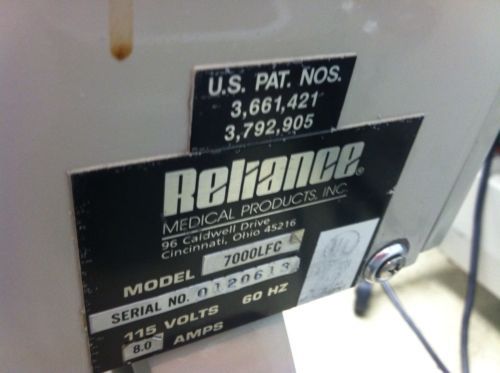 U.S. PAT. NOS.
3,661,421
3,792,905
Reliance®
MEDICAL PRODUCTS, INC.
96 Caldwell Drive
Cincinnati, Ohio 45216
MODEL 7000LFC
SERIAL NO. 0120613
115 VOLTS 60 HZ
8.0 AMPS